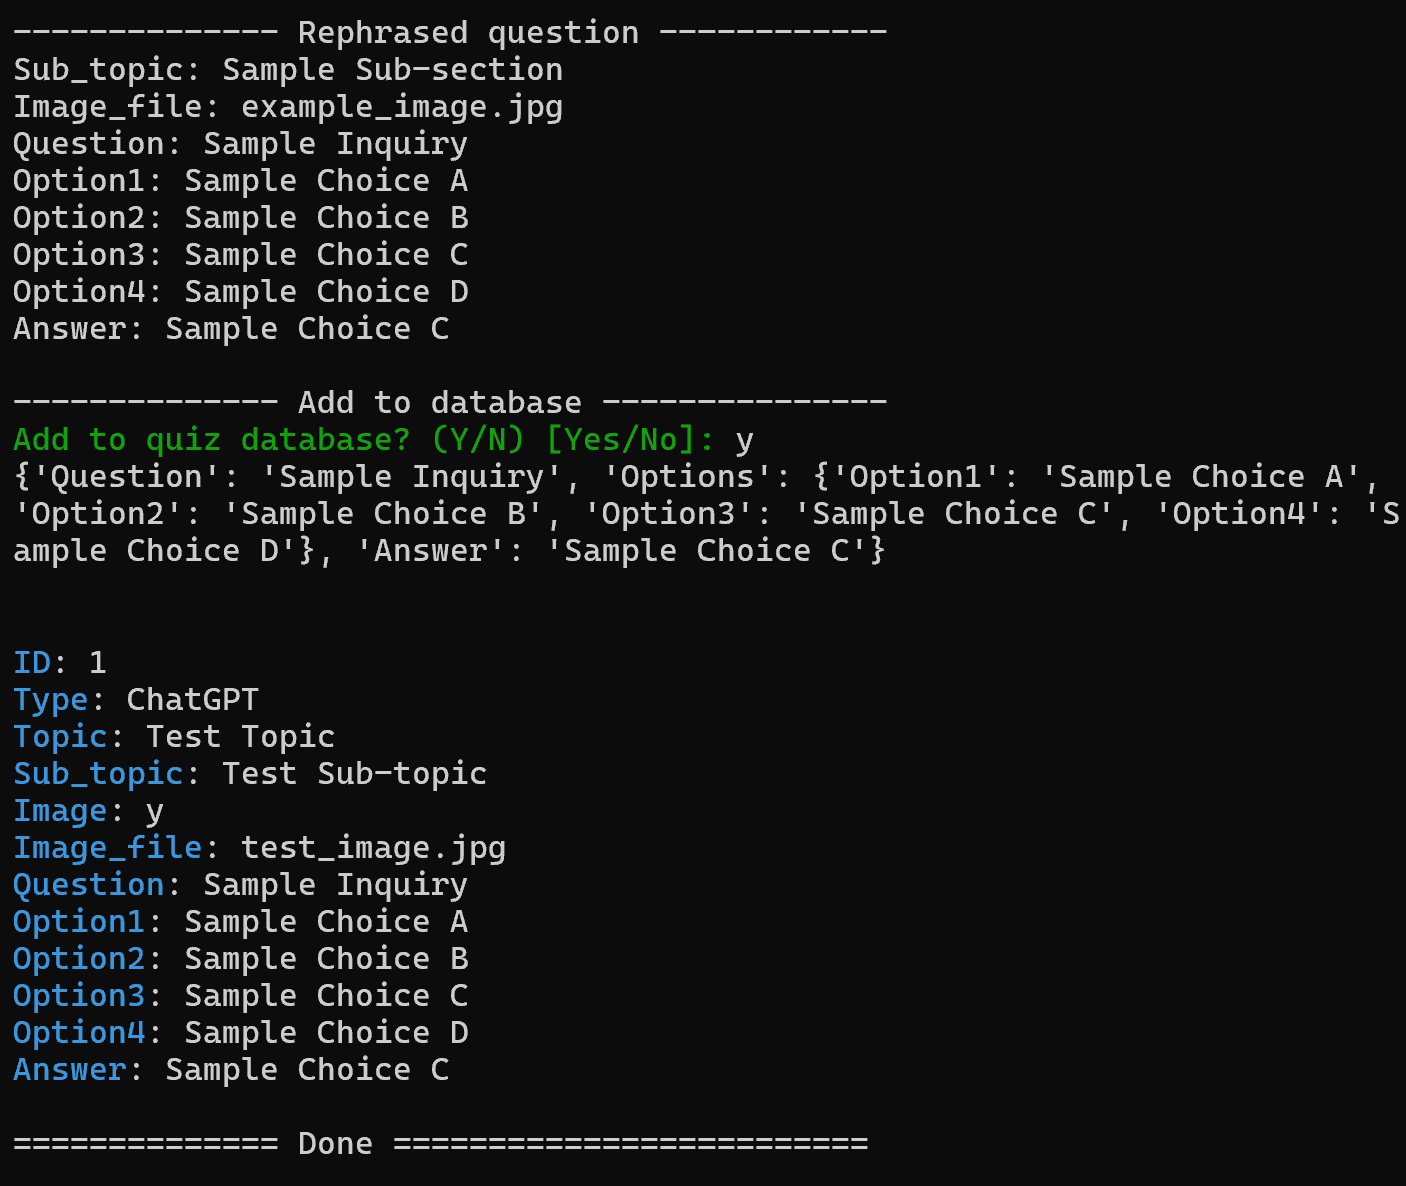 -------------- Rephrased question ------------
Sub_topic: Sample Sub-section
Image_file: example_image.jpg
Question: Sample Inquiry
Option1: Sample Choice A
Option2: Sample Choice B
Option3: Sample Choice C
Option4: Sample Choice D
Answer: Sample Choice C
-------------- Add to database ---------------
Add to quiz database? (Y/N) [Yes/No]: y
{'Question': 'Sample Inquiry', 'Options': {'Option1': 'Sample Choice A',
'Option2': 'Sample Choice B', 'Option3': 'Sample Choice C', 'Option4': 'S
ample Choice D'}, 'Answer': 'Sample Choice C'}
ID: 1
Type: ChatGPT
Topic: Test Topic
Sub_topic: Test Sub-topic
Image: y
Image_file: test_image.jpg
Question: Sample Inquiry
Option1: Sample Choice A
Option2: Sample Choice B
Option3: Sample Choice C
Option4: Sample Choice D
Answer: Sample Choice C
============== Done =========================